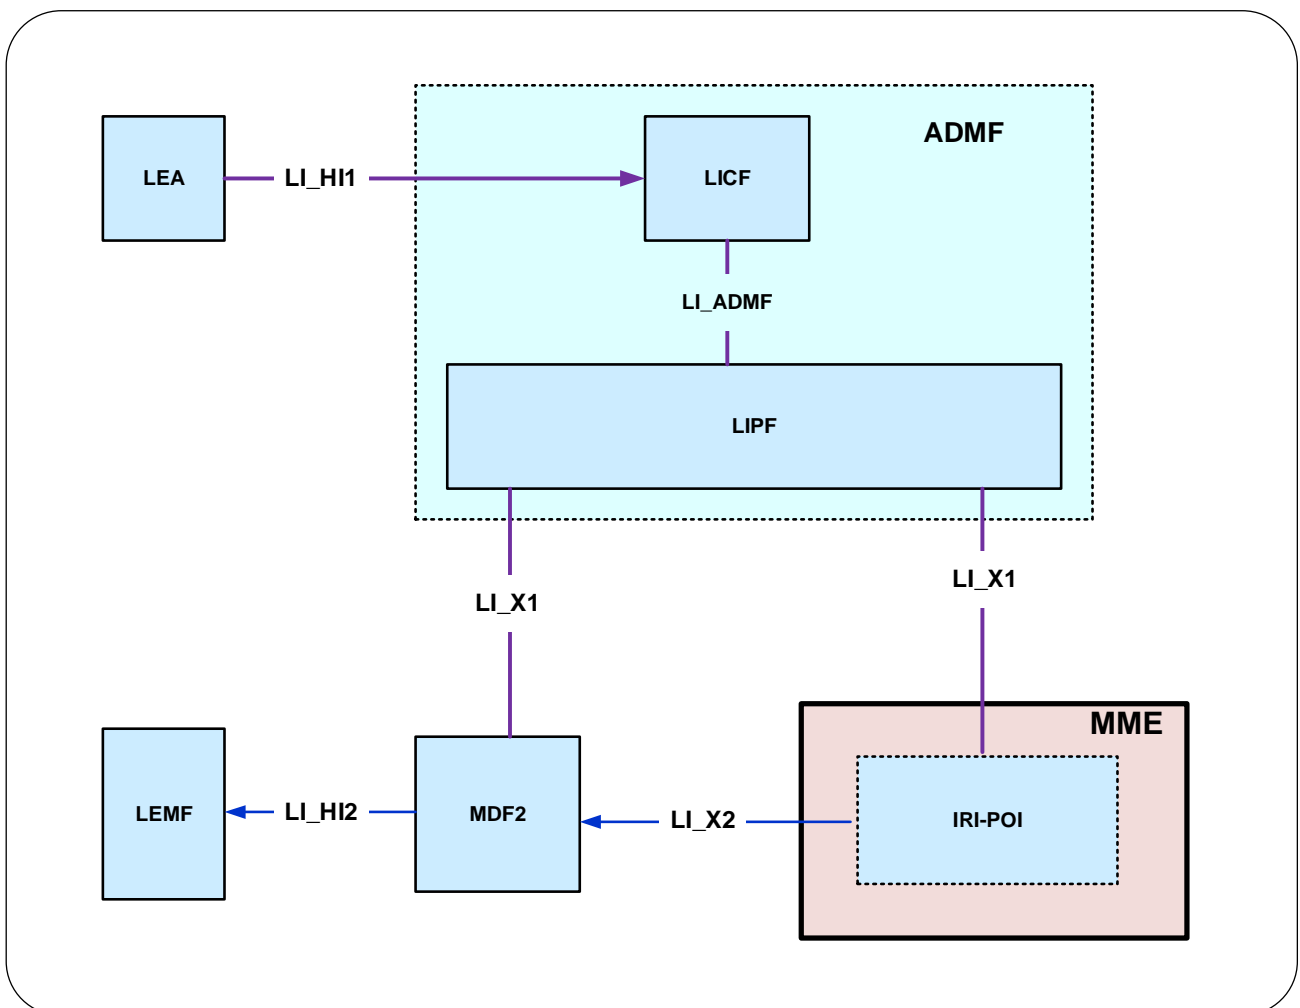 ADMF
LEA
LI_HI1
LICF
LI_ADMF
LIPF
LI_X1
LI_X1
MME
LEMF
LI_HI2
MDF2
LI_X2
IRI-POI